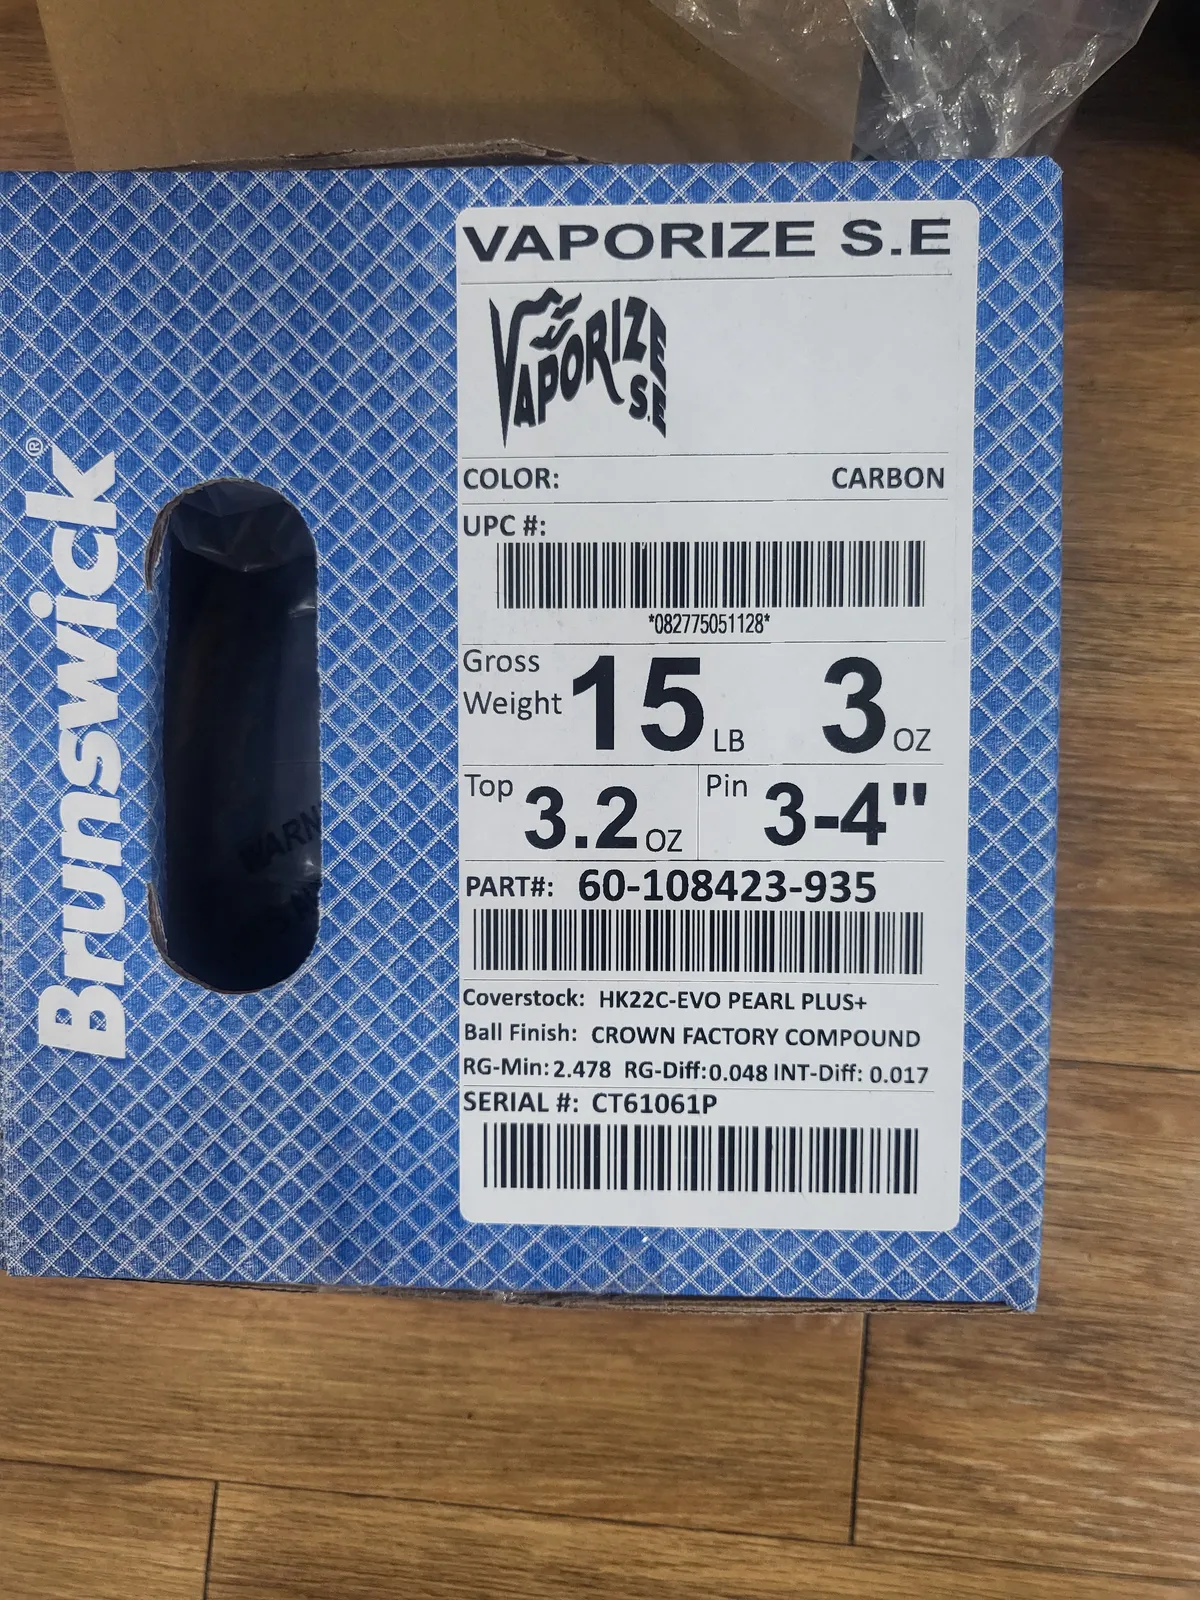 Brunswick®
VAPORIZE S.E
VAPORIZE
S.E
COLOR: CARBON
UPC #:
*082775051128*
Gross
Weight 15 LB 3 OZ
Top 3.2 OZ Pin 3-4"
PART#: 60-108423-935
Coverstock: HK22C-EVO PEARL PLUS+
Ball Finish: CROWN FACTORY COMPOUND
RG-Min: 2.478 RG-Diff: 0.048 INT-Diff: 0.017
SERIAL #: CT61061P